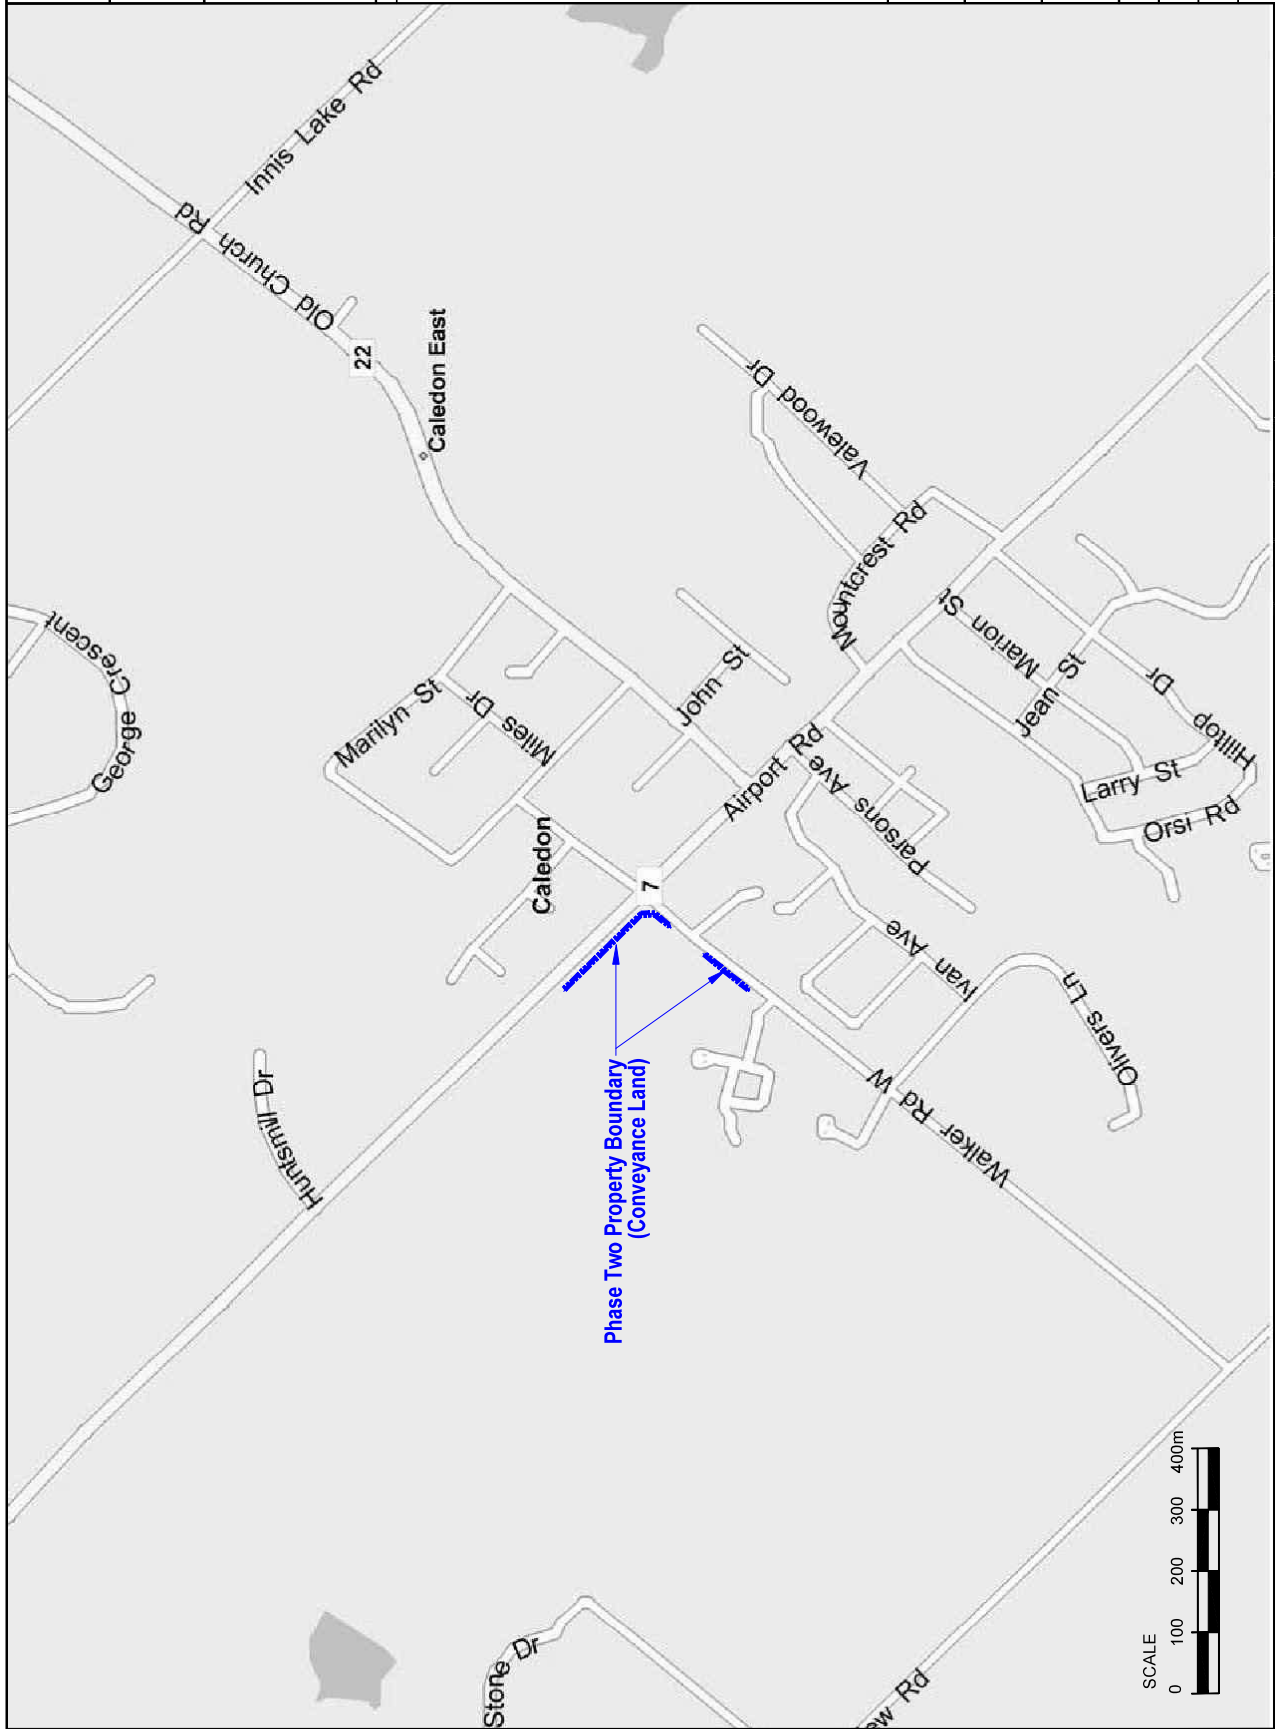 Innis Lake Rd
Old Church Rd
22
Caledon East
George Crescent
Valewood Dr
Mountcrest Rd
Marion St
Jean St
Hilltop Dr
Larry St
Orsi Rd
Marilyn St
Miles Dr
John St
Airport Rd
Parsons Ave
Caledon
7
Ivan Ave
Olivers Ln
Walker Rd W
Huntsmill Dr
Phase Two Property Boundary
(Conveyance Land)
Stone Dr
ew Rd
SCALE
0 100 200 300 400m